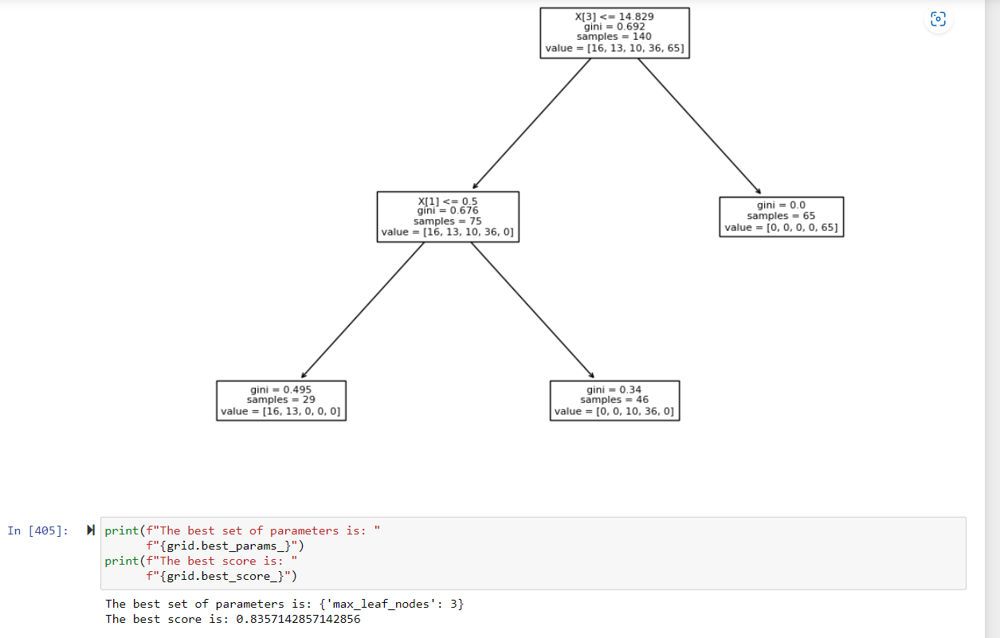 X[3] <= 14.829
gini = 0.692
samples = 140
value = [16, 13, 10, 36, 65]
X[1] <= 0.5
gini = 0.676
samples = 75
value = [16, 13, 10, 36, 0]
gini = 0.0
samples = 65
value = [0, 0, 0, 0, 65]
gini = 0.495
samples = 29
value = [16, 13, 0, 0, 0]
gini = 0.34
samples = 46
value = [0, 0, 10, 36, 0]
In [405]:
print(f"The best set of parameters is: "
f"{grid.best_params_}")
print(f"The best score is: "
f"{grid.best_score_}")
The best set of parameters is: {'max_leaf_nodes': 3}
The best score is: 0.8357142857142856